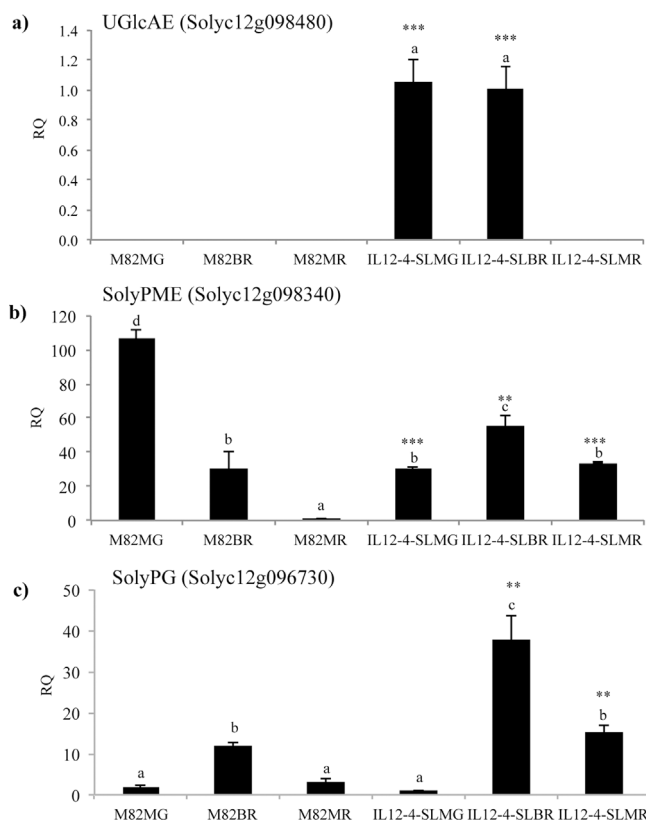 a) UGlcAE (Solyc12g098480)
1.4
1.2
1.0
0.8
0.6
0.4
0.2
0.0
RQ
*** ***
a a
M82MG M82BR M82MR IL12-4-SLMG IL12-4-SLBR IL12-4-SLMR
b) SolyPME (Solyc12g098340)
120
100
80
60
40
20
0
RQ
d
b
a
***
b
**
c
***
b
M82MG M82BR M82MR IL12-4-SLMG IL12-4-SLBR IL12-4-SLMR
c) SolyPG (Solyc12g096730)
50
40
30
20
10
0
RQ
a
b
a
a
**
c
**
b
M82MG M82BR M82MR IL12-4-SLMG IL12-4-SLBR IL12-4-SLMR